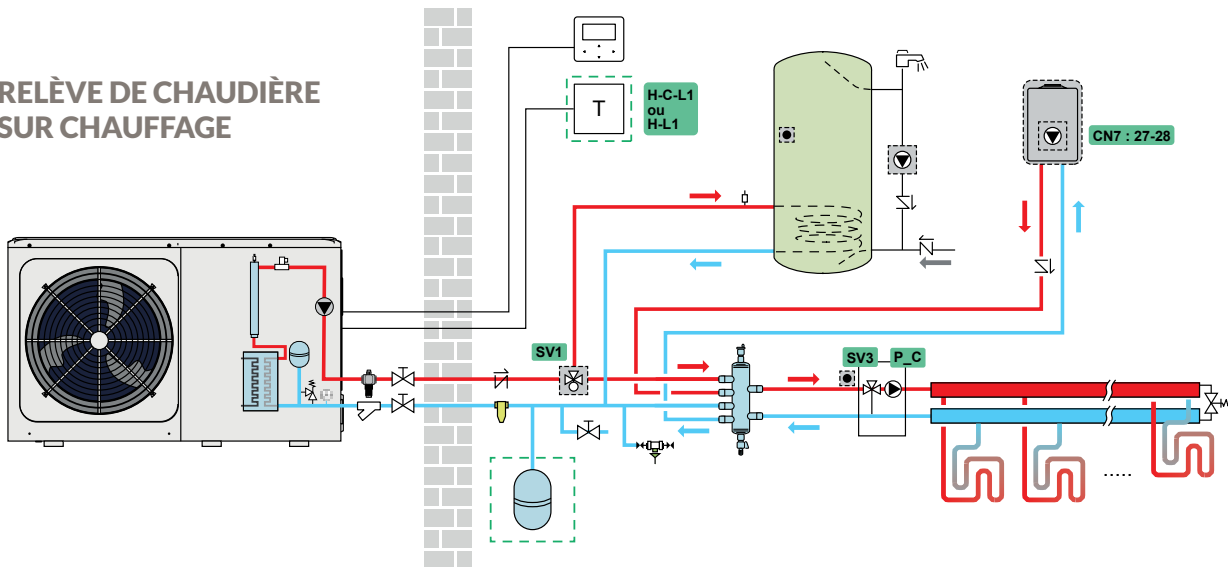 RELÈVE DE CHAUDIÈRE
SUR CHAUFFAGE
T
H-C-L1
ou
H-L1
CN7 : 27-28
SV1
SV3
P_C
.....